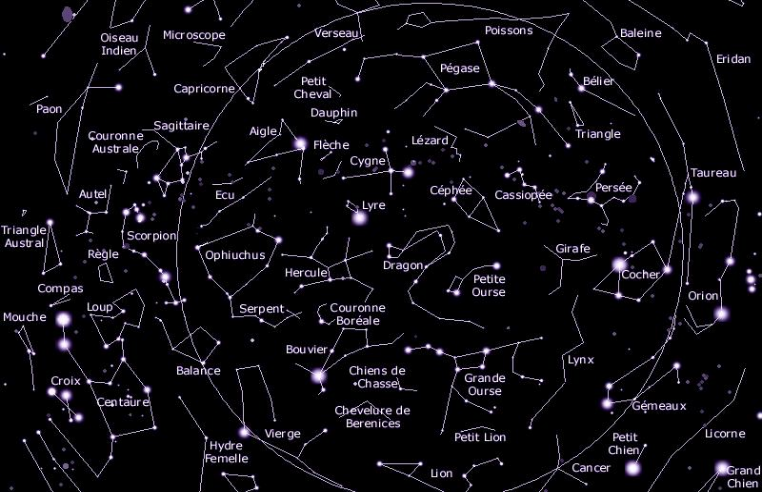 Oiseau
Indien
Microscope
Verseau
Poissons
Baleine
Eridan
Capricorne
Petit
Cheval
Pégase
Bélier
Paon
Dauphin
Couronne
Australe
Sagittaire
Aigle
Flèche
Lézard
Triangle
Cygne
Autel
Ecu
Lyre
Céphée
Cassiopée
Persée
Taureau
Triangle
Austral
Scorpion
Règle
Ophiuchus
Hercule
Dragon
Petite
Ourse
Girafe
Cocher
Compas
Orion
Mouche
Loup
Serpent
Couronne
Boréale
Balance
Bouvier
Chiens de
Chasse
Grande
Ourse
Lynx
Croix
Centaure
Chevelure de
Berenices
Gémeaux
Hydre
Femelle
Vierge
Petit Lion
Petit
Chien
Licorne
Lion
Cancer
Grand
Chien